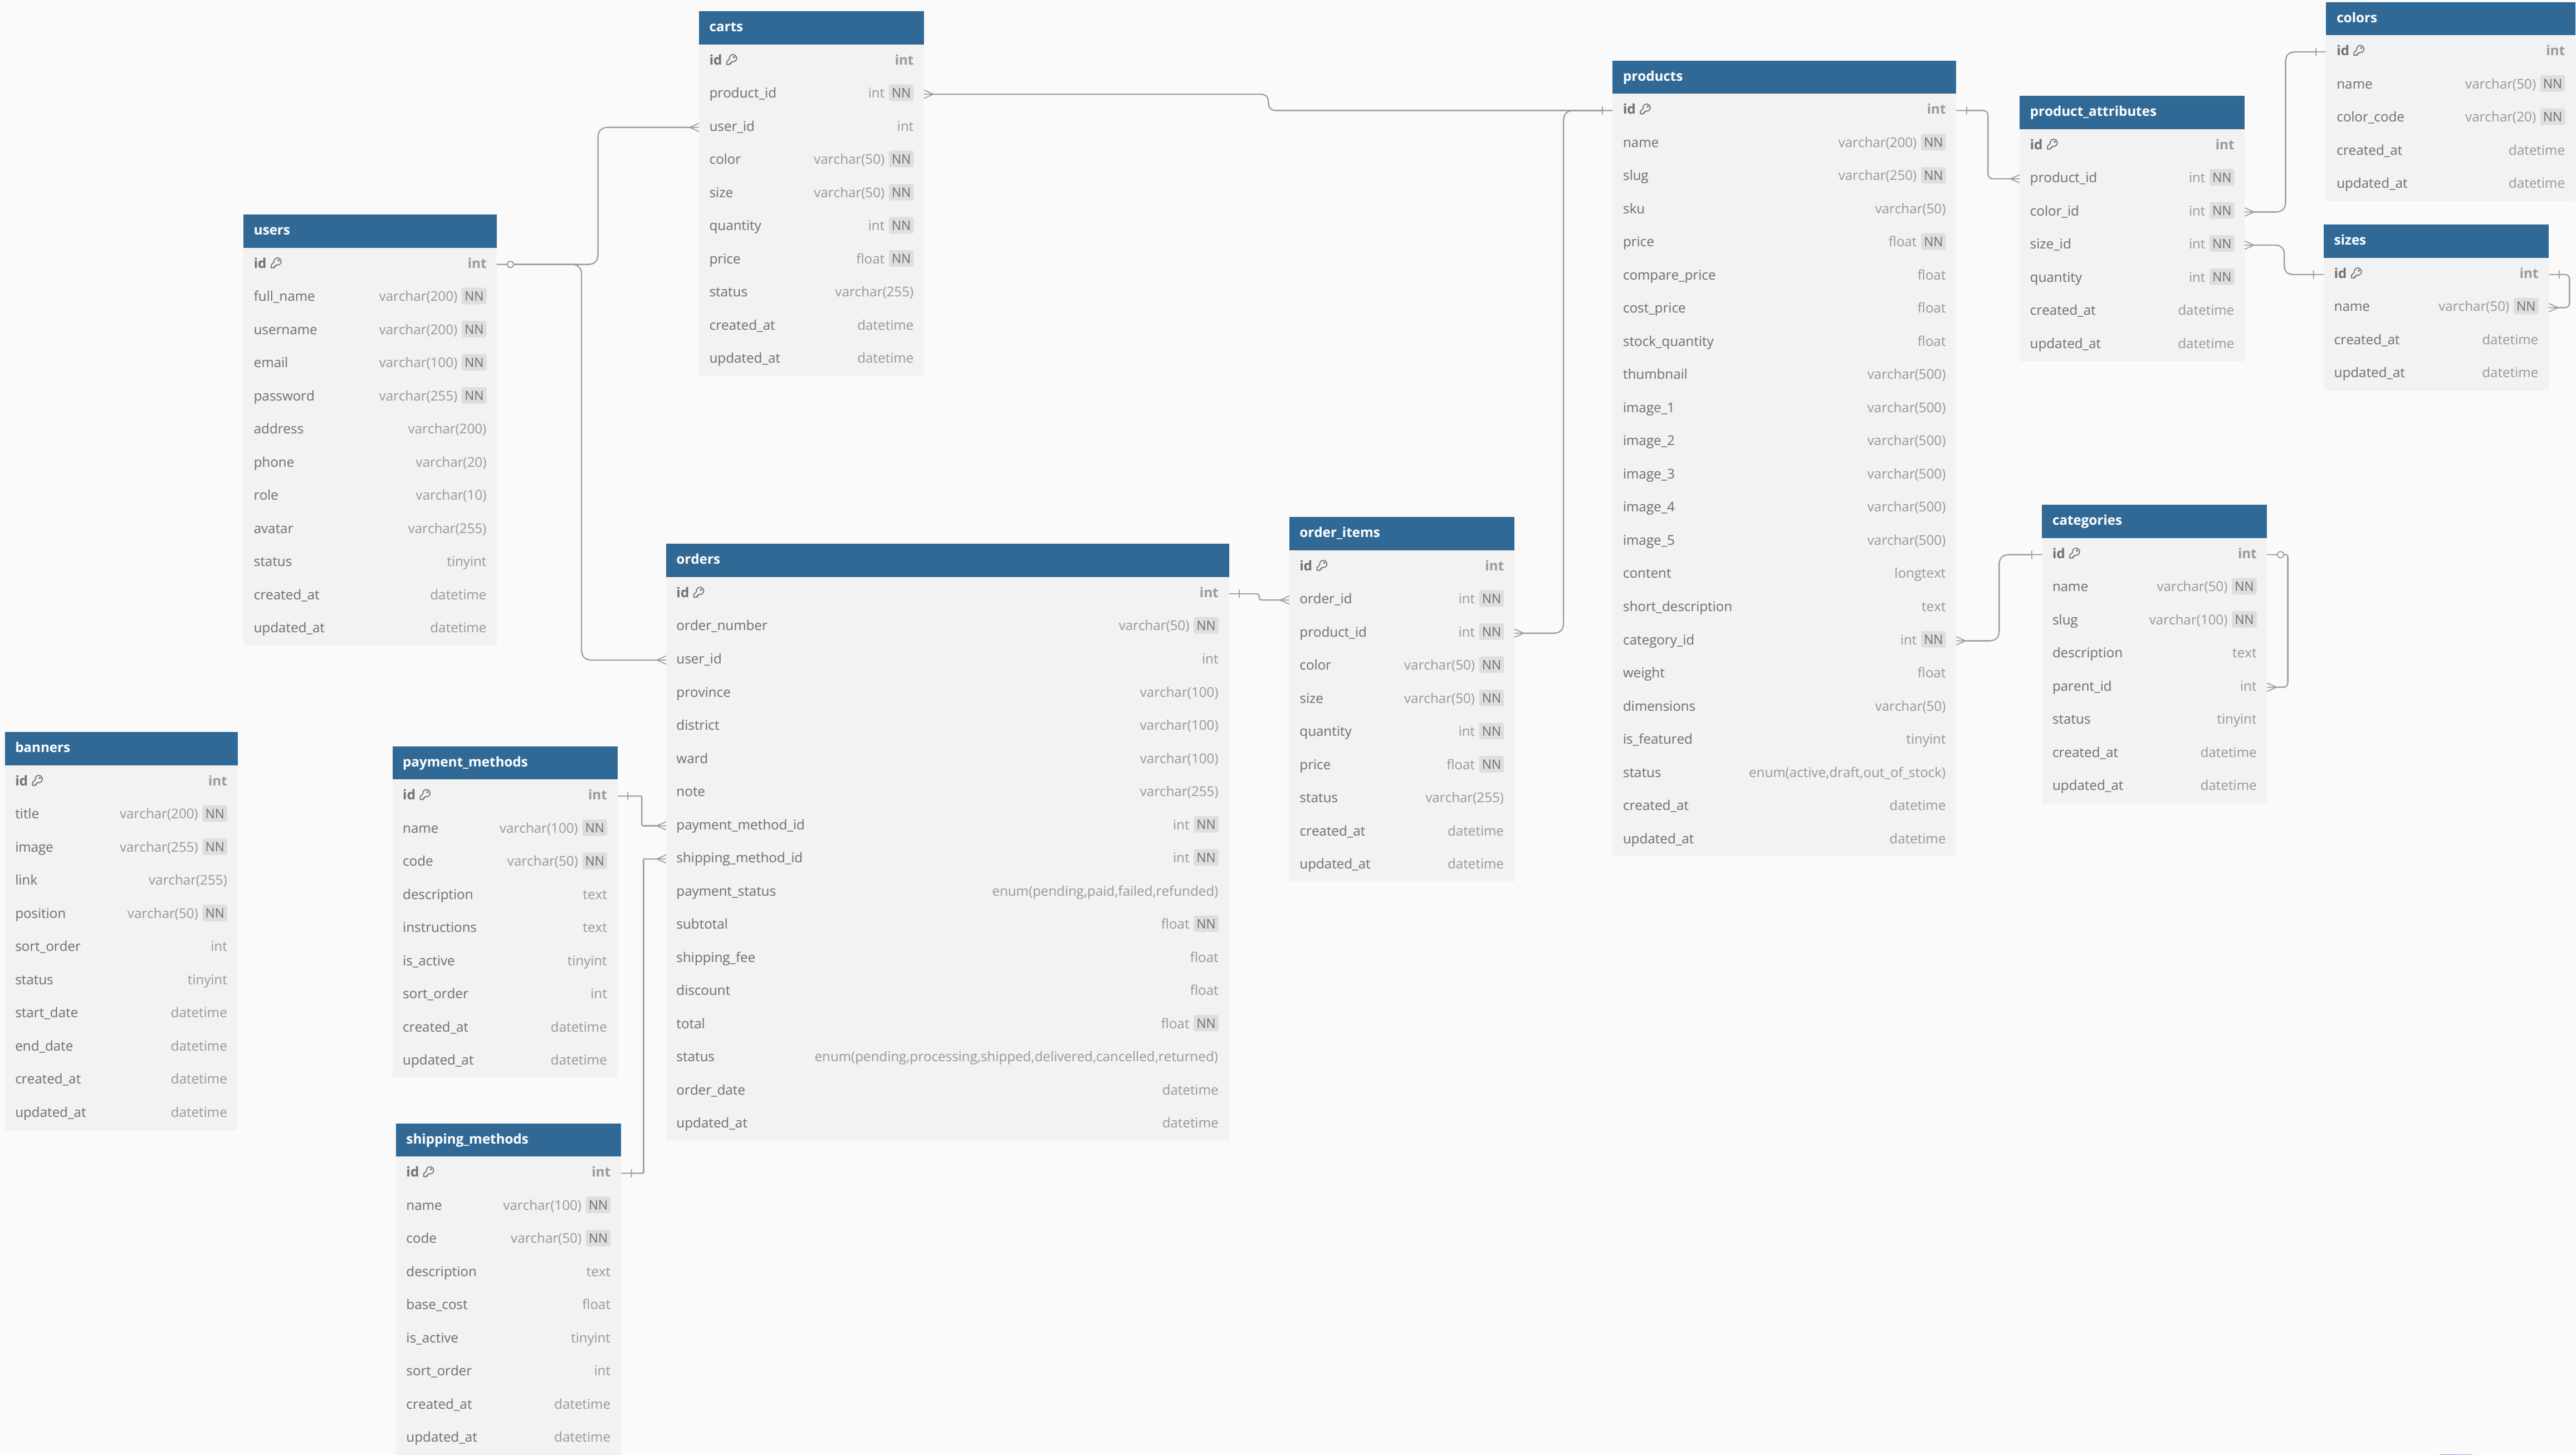 carts
id int
product_id int NN
user_id int
color varchar(50) NN
size varchar(50) NN
quantity int NN
price float NN
status varchar(255)
created_at datetime
updated_at datetime
colors
id int
name varchar(50) NN
color_code varchar(20) NN
created_at datetime
updated_at datetime
products
id int
name varchar(200) NN
slug varchar(250) NN
sku varchar(50)
price float NN
compare_price float
cost_price float
stock_quantity float
thumbnail varchar(500)
image_1 varchar(500)
image_2 varchar(500)
image_3 varchar(500)
image_4 varchar(500)
image_5 varchar(500)
content longtext
short_description text
category_id int NN
weight float
dimensions varchar(50)
is_featured tinyint
status enum(active,draft,out_of_stock)
created_at datetime
updated_at datetime
product_attributes
id int
product_id int NN
color_id int NN
size_id int NN
quantity int NN
created_at datetime
updated_at datetime
sizes
id int
name varchar(50) NN
created_at datetime
updated_at datetime
users
id int
full_name varchar(200) NN
username varchar(200) NN
email varchar(100) NN
password varchar(255) NN
address varchar(200)
phone varchar(20)
role varchar(10)
avatar varchar(255)
status tinyint
created_at datetime
updated_at datetime
categories
id int
name varchar(50) NN
slug varchar(100) NN
description text
parent_id int
status tinyint
created_at datetime
updated_at datetime
order_items
id int
order_id int NN
product_id int NN
color varchar(50) NN
size varchar(50) NN
quantity int NN
price float NN
status varchar(255)
created_at datetime
updated_at datetime
orders
id int
order_number varchar(50) NN
user_id int
province varchar(100)
district varchar(100)
ward varchar(100)
note varchar(255)
payment_method_id int NN
shipping_method_id int NN
payment_status enum(pending,paid,failed,refunded)
subtotal float NN
shipping_fee float
discount float
total float NN
status enum(pending,processing,shipped,delivered,cancelled,returned)
order_date datetime
updated_at datetime
banners
id int
title varchar(200) NN
image varchar(255) NN
link varchar(255)
position varchar(50) NN
sort_order int
status tinyint
start_date datetime
end_date datetime
created_at datetime
updated_at datetime
payment_methods
id int
name varchar(100) NN
code varchar(50) NN
description text
instructions text
is_active tinyint
sort_order int
created_at datetime
updated_at datetime
shipping_methods
id int
name varchar(100) NN
code varchar(50) NN
description text
base_cost float
is_active tinyint
sort_order int
created_at datetime
updated_at datetime